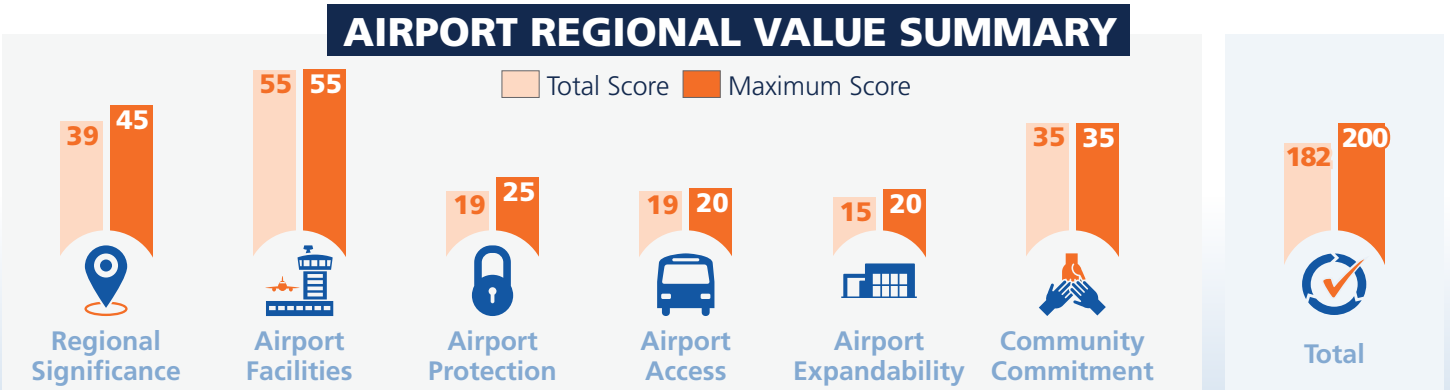 AIRPORT REGIONAL VALUE SUMMARY
Total Score Maximum Score
39 45
55 55
19 25
19 20
15 20
35 35
182 200
Regional
Significance
Airport
Facilities
Airport
Protection
Airport
Access
Airport
Expandability
Community
Commitment
Total